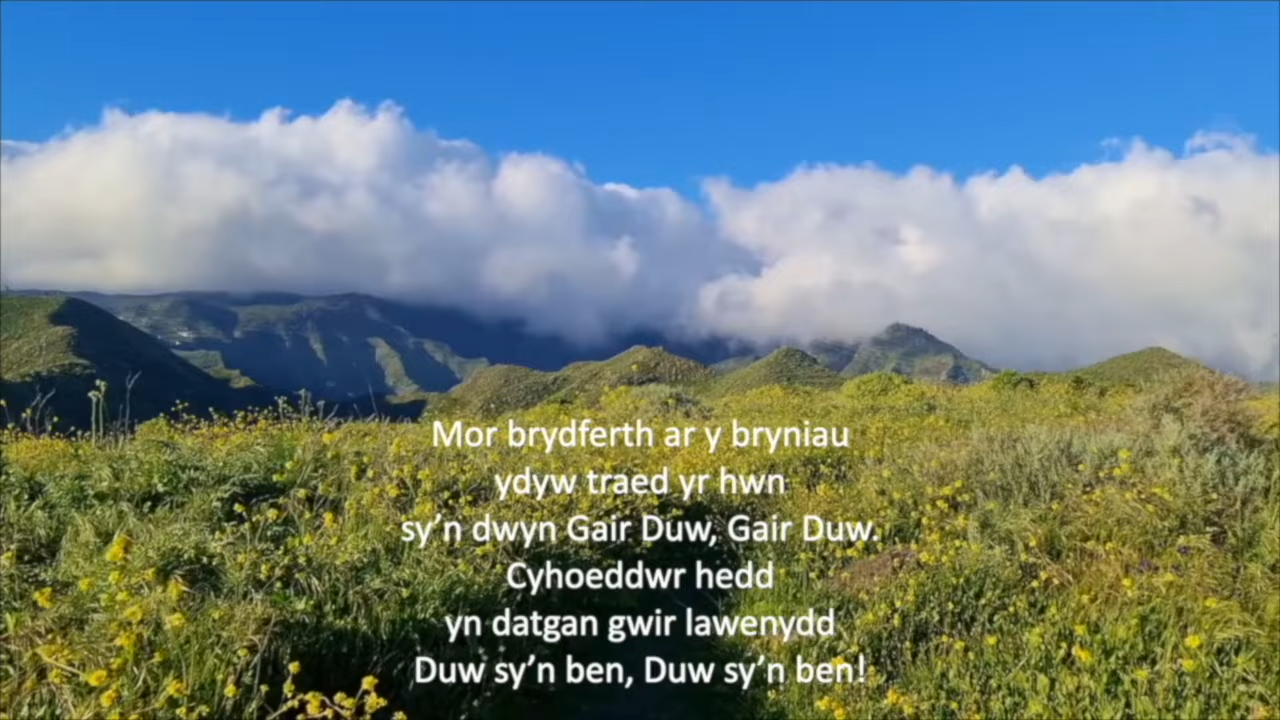 Mor brydferth ar y bryniau
ydyw traed yr hwn
sy’n dwyn Gair Duw, Gair Duw.
Cyhoeddwr hedd
yn datgan gwir lawenydd
Duw sy’n ben, Duw sy’n ben!